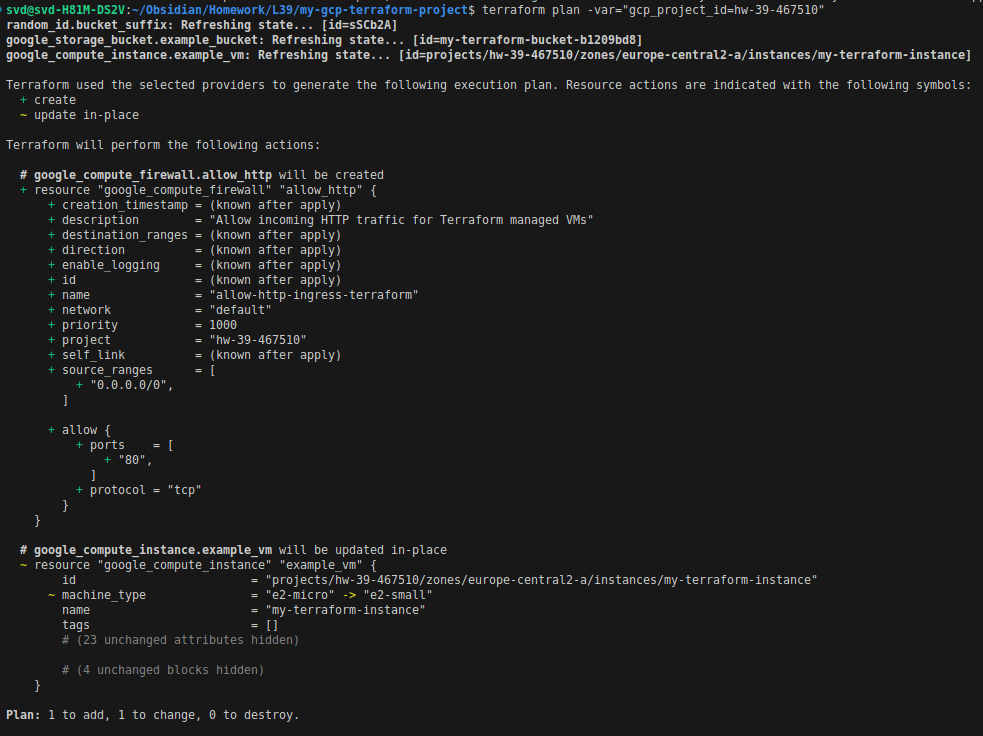 svd@svd-H81M-DS2V:~/Obsidian/Homework/L39/my-gcp-terraform-project$ terraform plan -var="gcp_project_id=hw-39-467510"
random_id.bucket_suffix: Refreshing state... [id=sSCb2A]
google_storage_bucket.example_bucket: Refreshing state... [id=my-terraform-bucket-b1209bd8]
google_compute_instance.example_vm: Refreshing state... [id=projects/hw-39-467510/zones/europe-central2-a/instances/my-terraform-instance]

Terraform used the selected providers to generate the following execution plan. Resource actions are indicated with the following symbols:
  + create
  ~ update in-place

Terraform will perform the following actions:

  # google_compute_firewall.allow_http will be created
  + resource "google_compute_firewall" "allow_http" {
      + creation_timestamp = (known after apply)
      + description        = "Allow incoming HTTP traffic for Terraform managed VMs"
      + destination_ranges = (known after apply)
      + direction          = (known after apply)
      + enable_logging     = (known after apply)
      + id                 = (known after apply)
      + name               = "allow-http-ingress-terraform"
      + network            = "default"
      + priority           = 1000
      + project            = "hw-39-467510"
      + self_link          = (known after apply)
      + source_ranges      = [
          + "0.0.0.0/0",
        ]

      + allow {
          + ports    = [
              + "80",
            ]
          + protocol = "tcp"
        }
    }

  # google_compute_instance.example_vm will be updated in-place
  ~ resource "google_compute_instance" "example_vm" {
        id                         = "projects/hw-39-467510/zones/europe-central2-a/instances/my-terraform-instance"
      ~ machine_type               = "e2-micro" -> "e2-small"
        name                       = "my-terraform-instance"
        tags                       = []
        # (23 unchanged attributes hidden)

        # (4 unchanged blocks hidden)
    }

Plan: 1 to add, 1 to change, 0 to destroy.